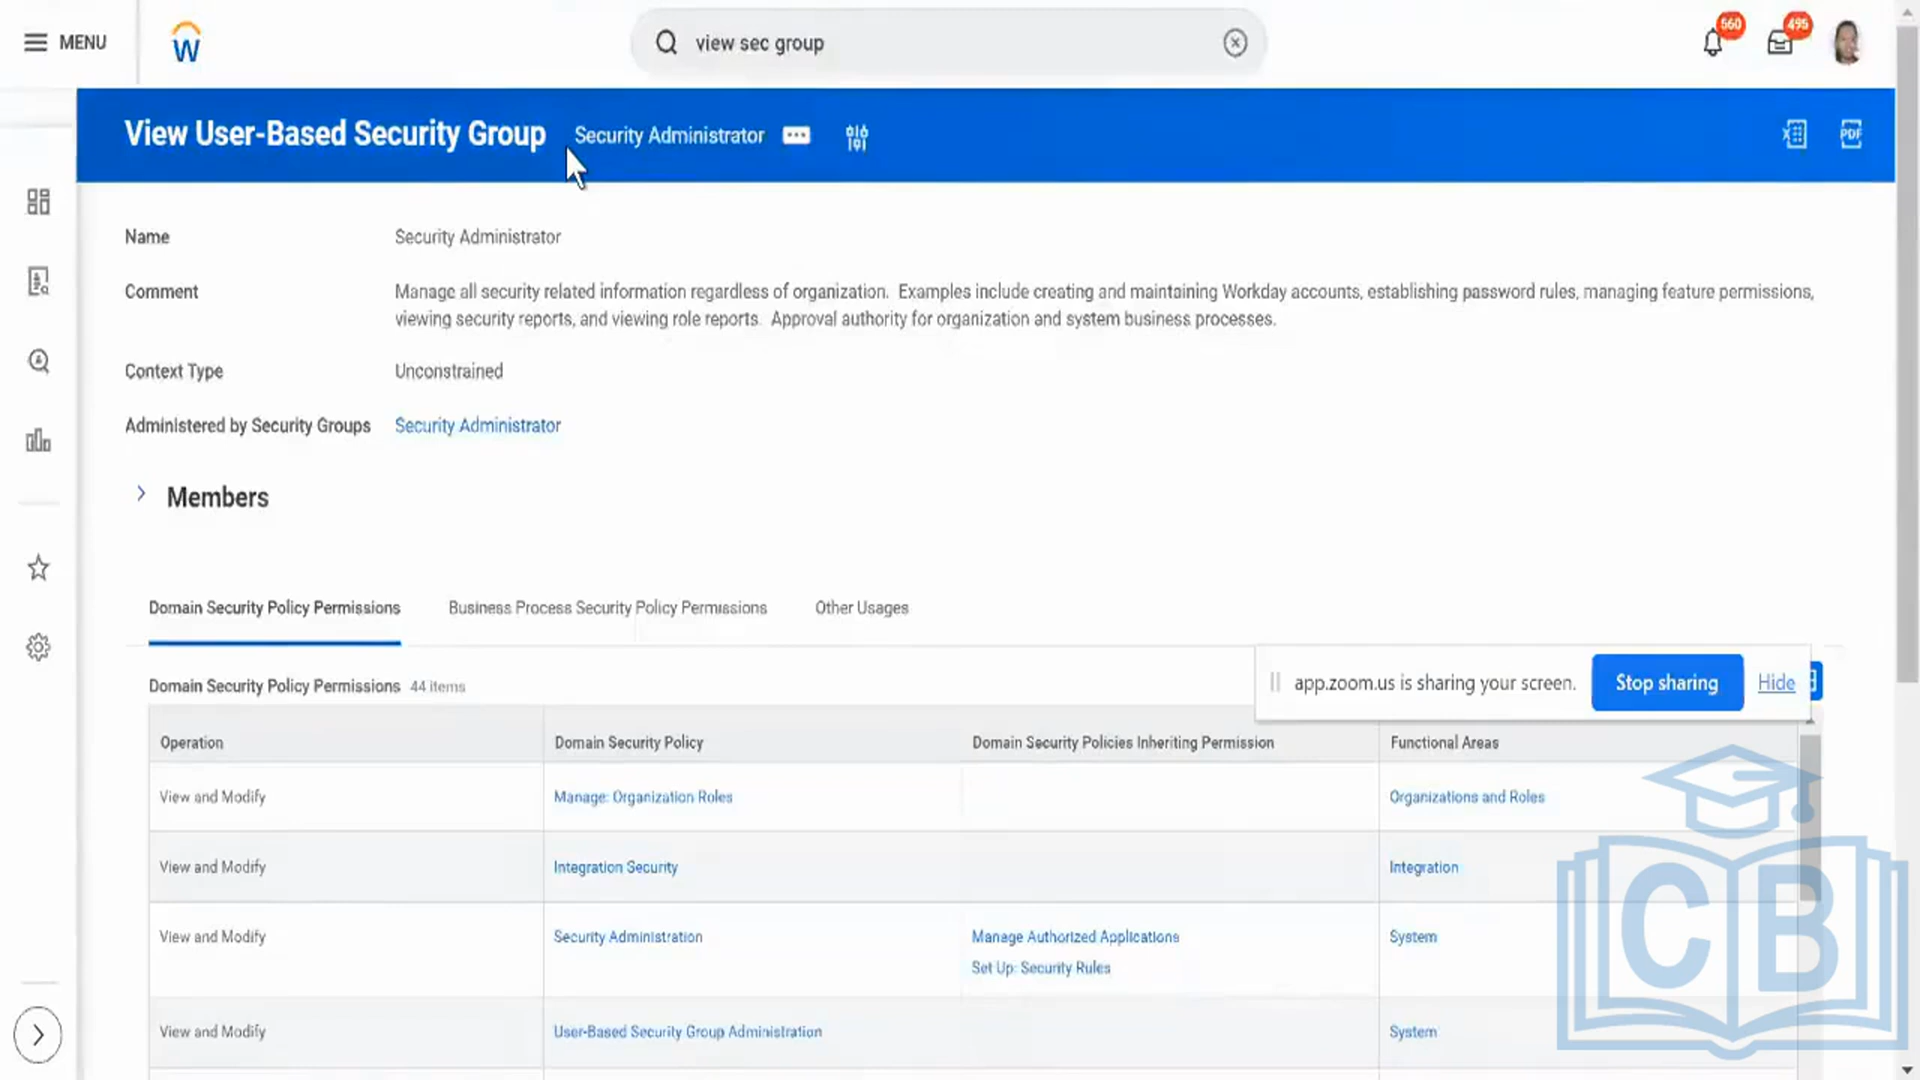 MENU
W
view sec group
560
495
View User-Based Security Group
Security Administrator
X
PDF
Name
Security Administrator
Comment
Manage all security related information regardless of organization. Examples include creating and maintaining Workday accounts, establishing password rules, managing feature permissions,
viewing security reports, and viewing role reports. Approval authority for organization and system business processes.
Context Type
Unconstrained
Administered by Security Groups
Security Administrator
Members
Domain Security Policy Permissions
Business Process Security Policy Permissions
Other Usages
app.zoom.us is sharing your screen.
Stop sharing
Hide
Domain Security Policy Permissions 44 items
Operation
Domain Security Policy
Domain Security Policies Inheriting Permission
Functional Areas
View and Modify
Manage: Organization Roles
Organizations and Roles
View and Modify
Integration Security
Integration
View and Modify
Security Administration
Manage Authorized Applications
Set Up: Security Rules
System
View and Modify
User-Based Security Group Administration
System
CB